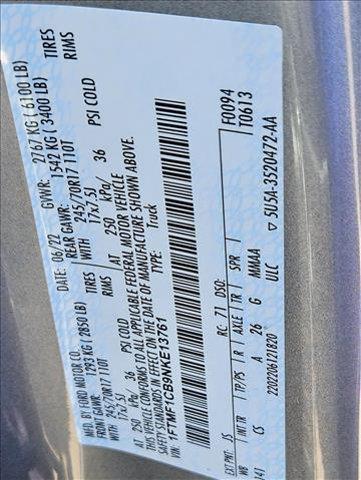 MFD. BY FORD MOTOR CO.
DATE: 06/22 GVWR: 2767 KG ( 6100 LB)
FRONT GAWR: 1293 KG ( 2850 LB) REAR GAWR: 1542 KG ( 3400 LB)
WITH 245/70R17 110T TIRES WITH 245/70R17 110T TIRES
17x7.5J RIMS 17x7.5J RIMS
AT 250 kPa/ 36 PSI COLD AT 250 kPa/ 36 PSI COLD
THIS VEHICLE CONFORMS TO ALL APPLICABLE FEDERAL MOTOR VEHICLE
SAFETY STANDARDS IN EFFECT ON THE DATE OF MANUFACTURE SHOWN ABOVE.
VIN: 1FTMF1CB9NKE13761
TYPE: Truck
F0094
T0613
EXT PNT: JS RC: 71 DSO:
WB INT TR TP/PS R AXLE TR SPR
141 CS A 26 G MMAA
2202206121820 ULC 5U5A-3520472-AA